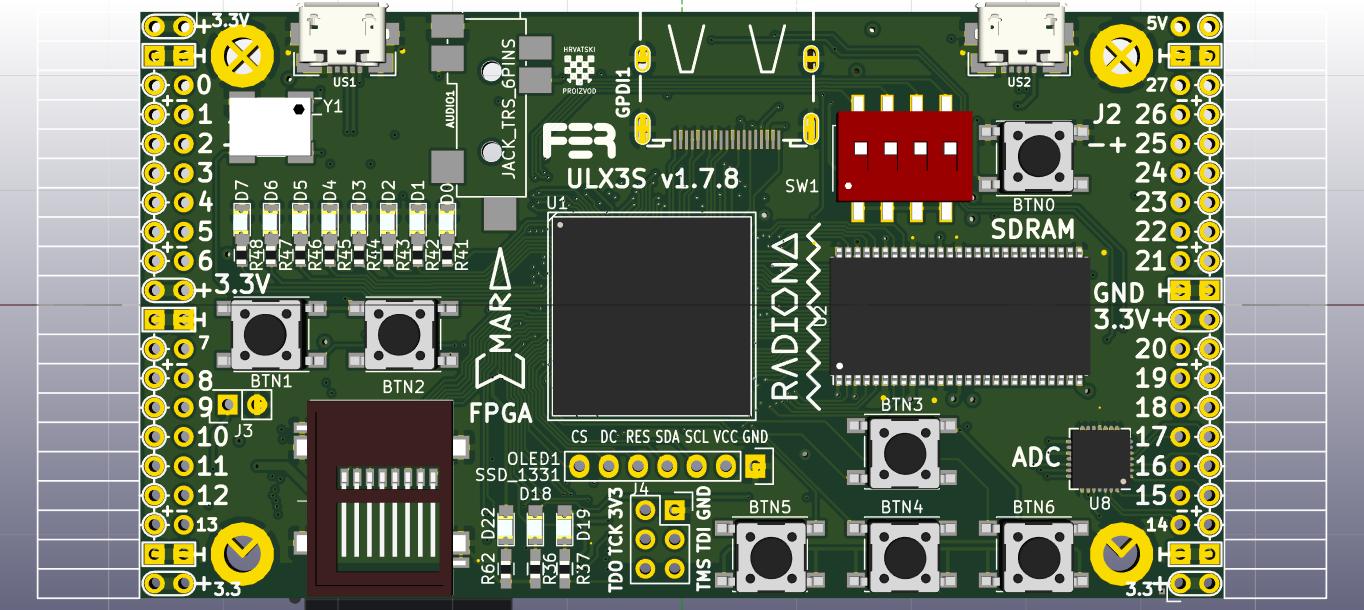 +3.3V
0
1
2
3
4
5
6
+3.3V
7
8
9
10
11
12
13
+3.3
US1
Y1
AUDIO1
JACK_TRS_6PINS
HRVATSKI
PROIZVOD
GPDI1
FER
ULX3S v1.7.8
US2
SW1
BTN0
SDRAM
5V
27
J2 26
-+ 25
24
23
22
21
GND
3.3V+
20
19
18
17
16
15
14
3.3+
D7
D6
D5
D4
D3
D2
D1
D0
R48
R47
R46
R45
R44
R43
R42
R41
U1
U2
RADIONA
MARD
FPGA
BTN1
BTN2
J3
BTN3
CS DC RES SDA SCL VCC GND
OLED1
SSD_1331
D18
D22
D19
R62
R36
R37
J4
TDO TCK 3V3
TMS TDI GND
BTN5
BTN4
BTN6
ADC
U8